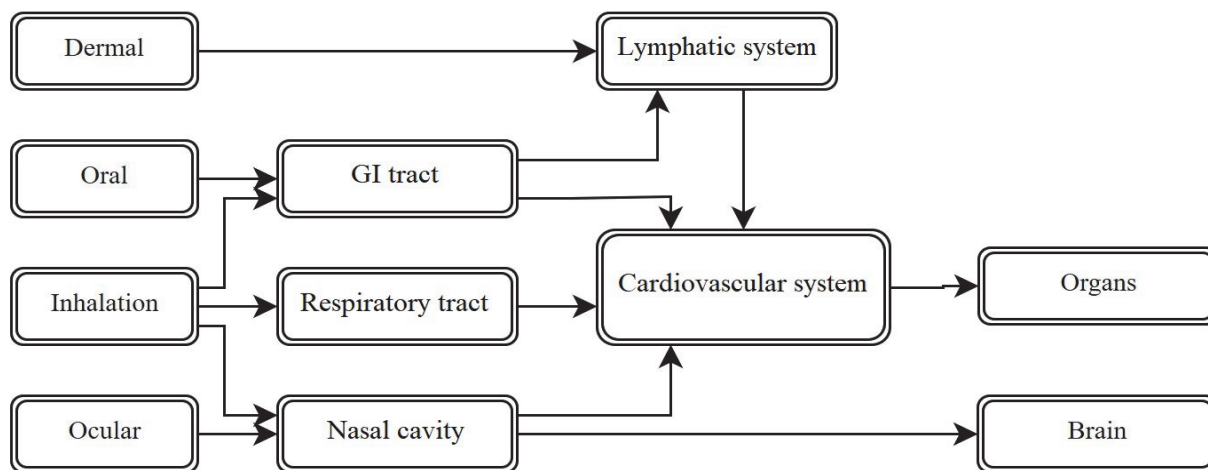 Dermal
Lymphatic system
Oral
GI tract
Inhalation
Respiratory tract
Cardiovascular system
Organs
Ocular
Nasal cavity
Brain